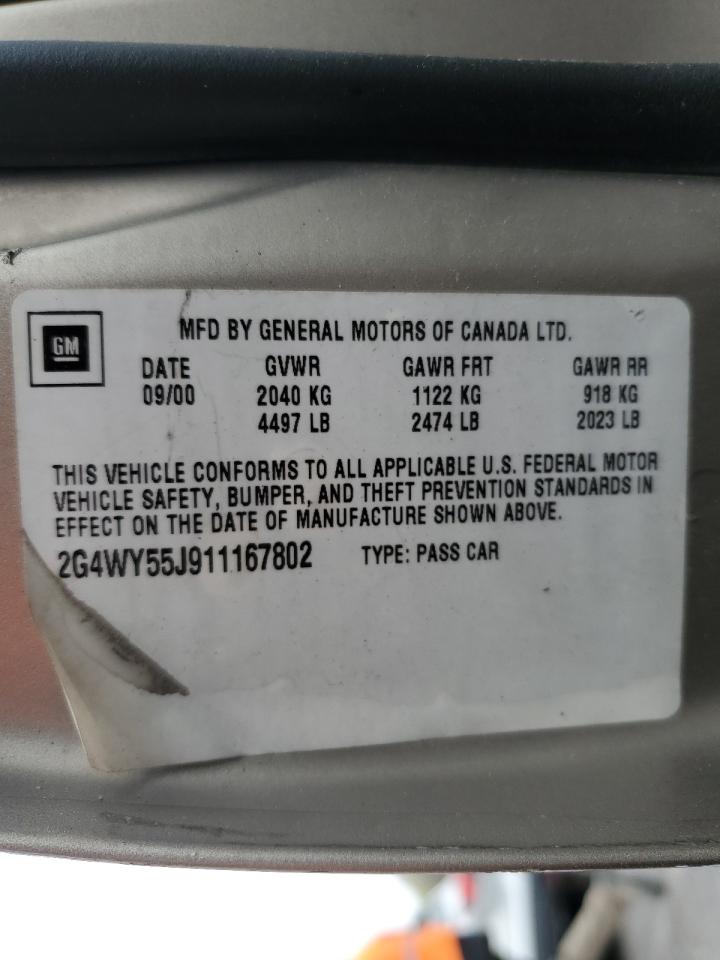 GM
MFD BY GENERAL MOTORS OF CANADA LTD.
DATE GVWR GAWR FRT GAWR RR
09/00 2040 KG 1122 KG 918 KG
4497 LB 2474 LB 2023 LB
THIS VEHICLE CONFORMS TO ALL APPLICABLE U.S. FEDERAL MOTOR
VEHICLE SAFETY, BUMPER, AND THEFT PREVENTION STANDARDS IN
EFFECT ON THE DATE OF MANUFACTURE SHOWN ABOVE.
2G4WY55J911167802 TYPE: PASS CAR